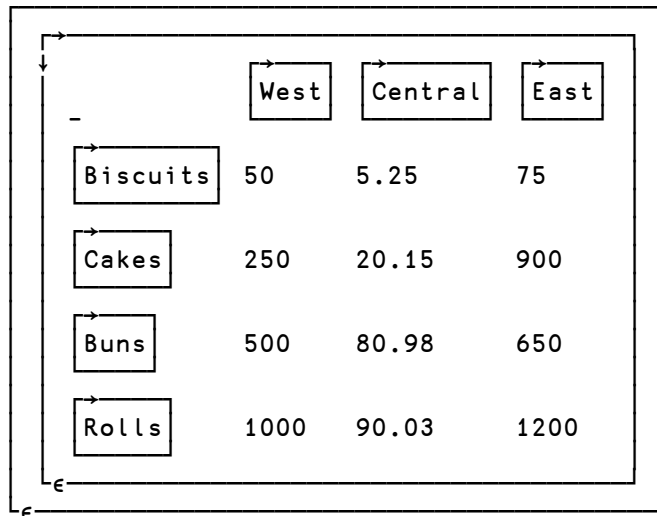 West Central East
_
Biscuits 50 5.25 75
Cakes 250 20.15 900
Buns 500 80.98 650
Rolls 1000 90.03 1200
∊
∊